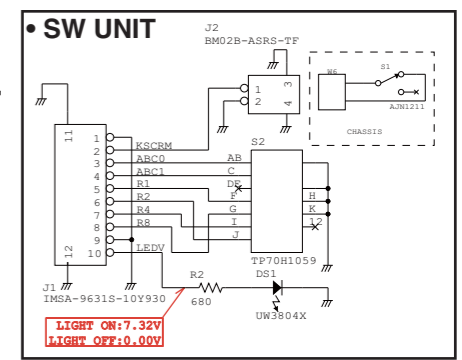 • SW UNIT
J2
BM02B-ASRS-TF
1
2
3
4
W6
S1
AJN1211
CHASSIS
11
1
2
3
4
5
6
7
8
9
10
12
KSCRM
ABC0
ABC1
R1
R2
R4
R8
LEDV
S2
AB
C
DE
F
G
I
J
H
K
12
TP70H1059
J1
IMSA-9631S-10Y930
R2
680
DS1
UW3804X
LIGHT ON:7.32V
LIGHT OFF:0.00V